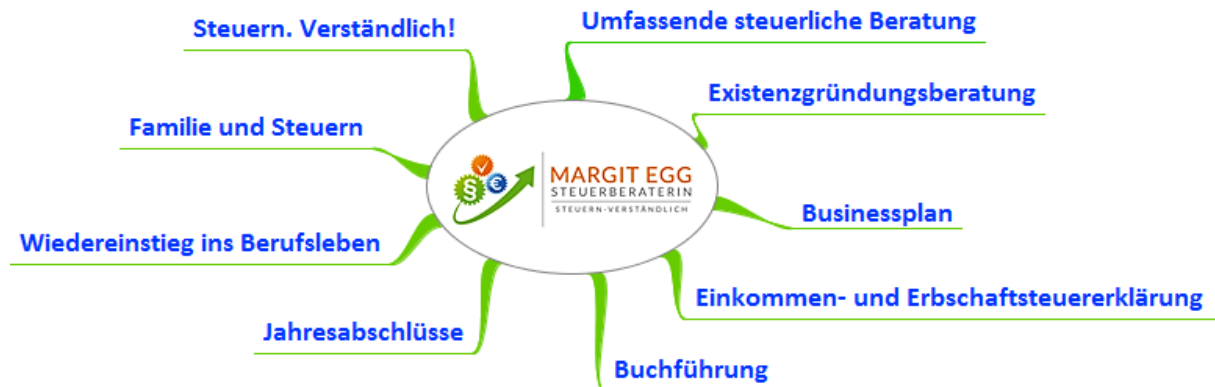 Steuern. Verständlich!
Umfassende steuerliche Beratung
Existenzgründungsberatung
Familie und Steuern
§
€
MARGIT EGG
STEUERBERATERIN
STEUERN-VERSTÄNDLICH
Businessplan
Wiedereinstieg ins Berufsleben
Einkommen- und Erbschaftsteuererklärung
Jahresabschlüsse
Buchführung